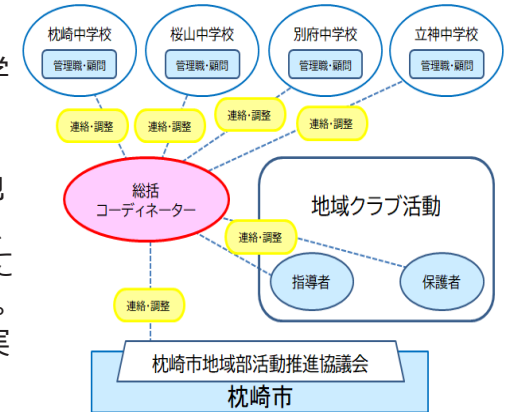 枕崎中学校
桜山中学校
別府中学校
立神中学校
管理職・顧問
管理職・顧問
管理職・顧問
管理職・顧問
学
連絡・調整
連絡・調整
連絡・調整
連絡・調整
総括
コーディネーター
地域クラブ活動
連絡・調整
に
指導者
保護者
。
連絡・調整
実
枕崎市地域部活動推進協議会
枕崎市